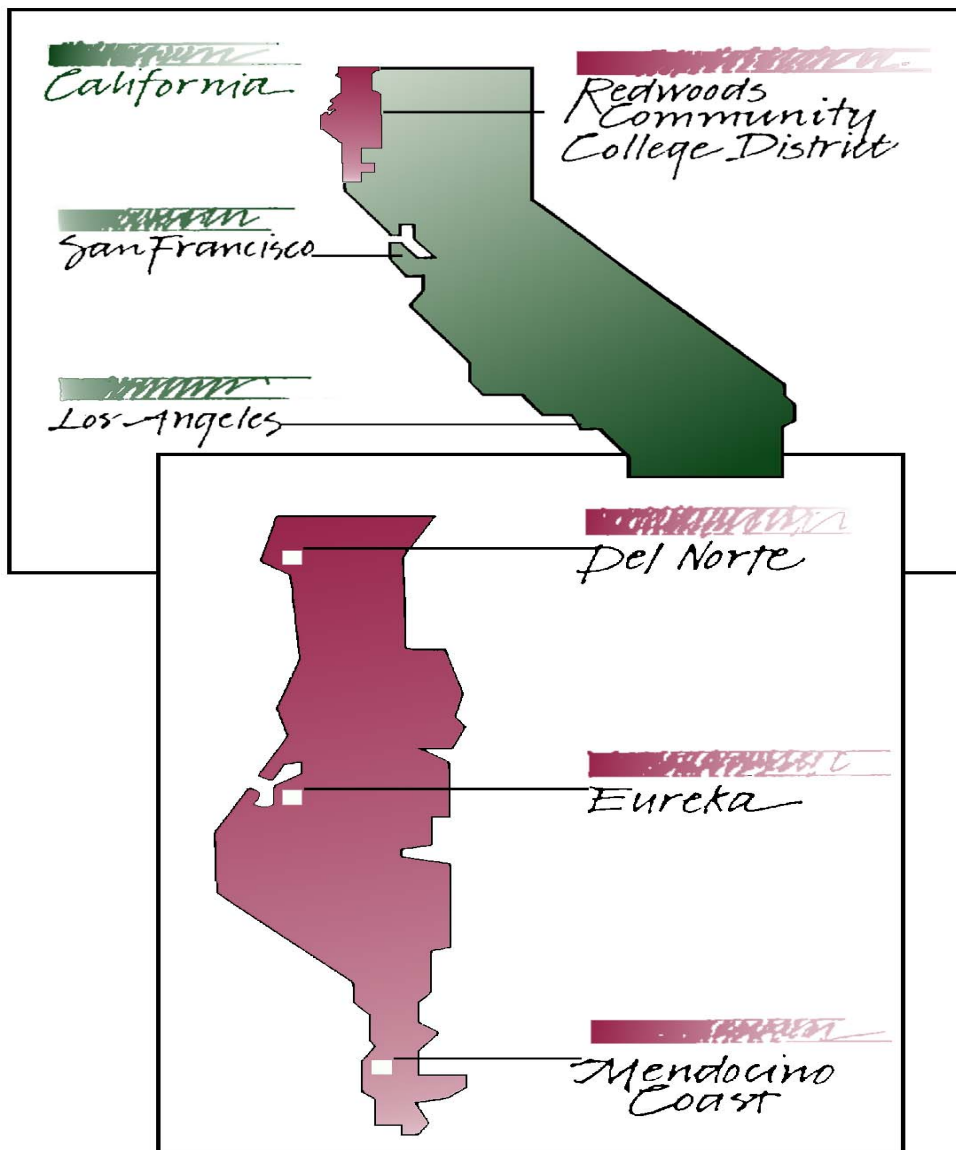 California
Redwoods
Community
College District
San Francisco
Los Angeles
Del Norte
Eureka
Mendocino
Coast